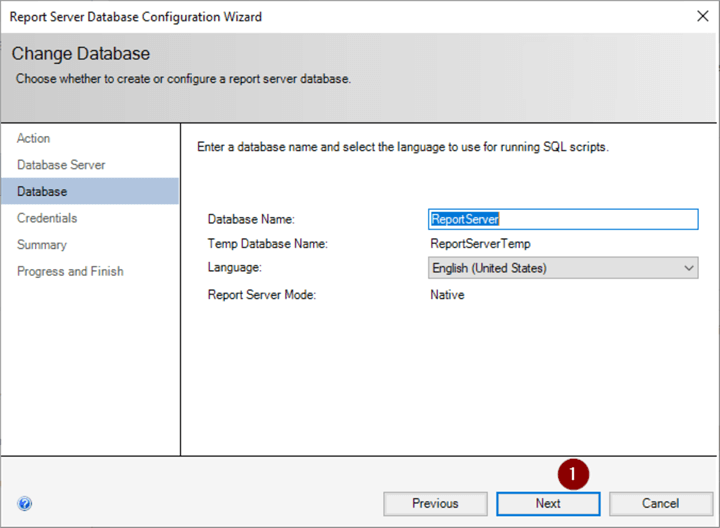 Report Server Database Configuration Wizard
Change Database
Choose whether to create or configure a report server database.
Action
Database Server
Database
Credentials
Summary
Progress and Finish
Enter a database name and select the language to use for running SQL scripts.
Database Name: ReportServer
Temp Database Name: ReportServerTemp
Language: English (United States)
Report Server Mode: Native
1
Previous Next Cancel